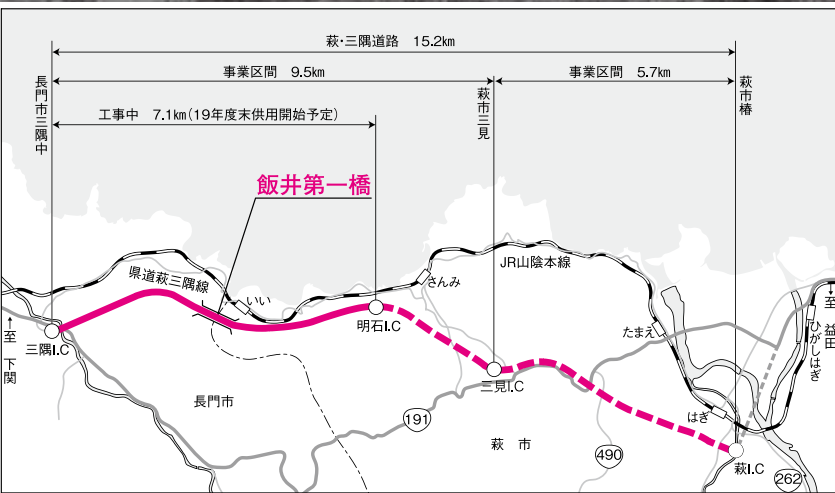 萩・三隅道路 15.2km
事業区間 9.5km
事業区間 5.7km
長門市三隅中
萩市三見
萩市椿
工事中 7.1km(19年度末供用開始予定)
飯井第一橋
県道萩三隅線
いい
さんみ
JR山陰本線
たまえ
ひがしはぎ
至 益田
至 下関
三隅I.C
明石I.C
三見I.C
長門市
191
萩市
490
はぎ
萩I.C
262